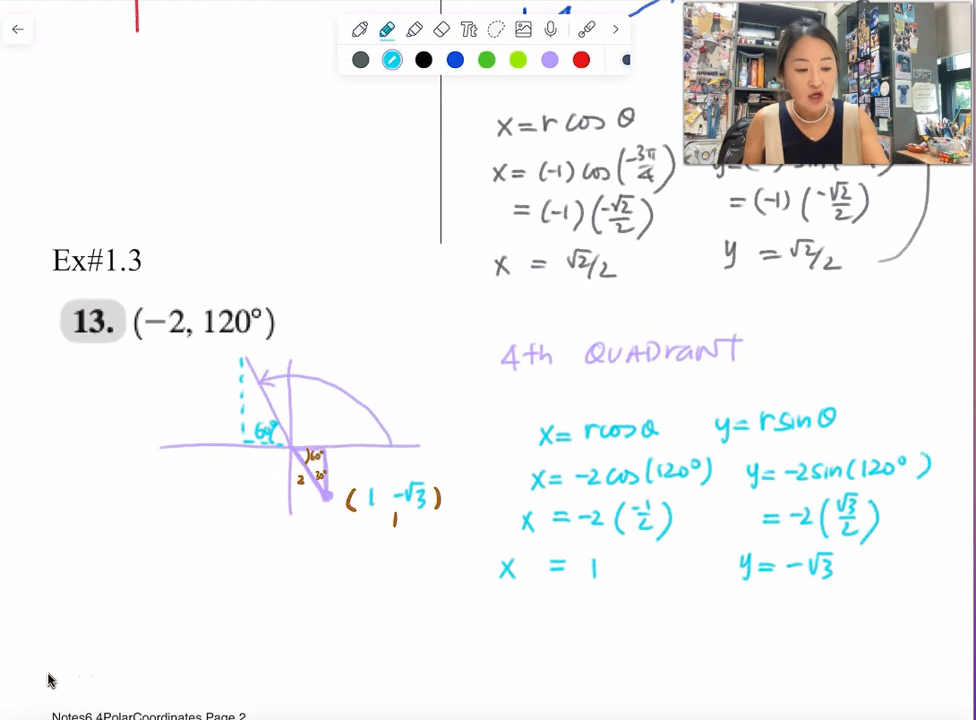 Tt
x = r cos θ
x = (-1) cos(-3π/4)
= (-1)(-√2/2)
= (-1)(-√2/2)
x = √2/2
y = √2/2
Ex#1.3
13. (−2, 120°)
4th QUADRANT
60°
60°
30°
2
(1, -√3)
x = r cos θ
y = r sin θ
x = -2 cos(120°)
y = -2 sin(120°)
x = -2(-1/2)
= -2(√3/2)
x = 1
y = -√3
Notes6.4PolarCoordinates Page 2